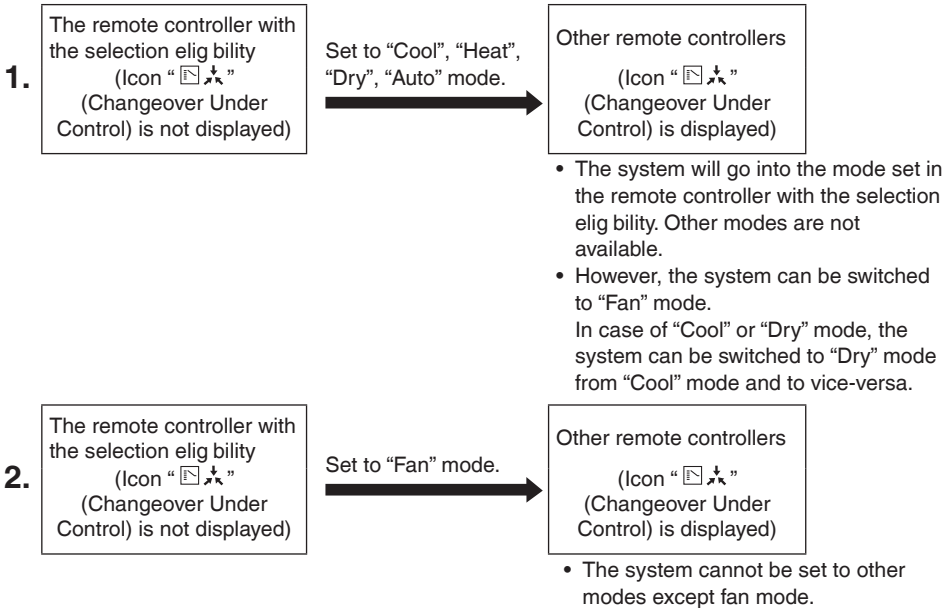 1.
The remote controller with
the selection elig bility
(Icon “ ”
(Changeover Under
Control) is not displayed)
Set to “Cool”, “Heat”,
“Dry”, “Auto” mode.
Other remote controllers
(Icon “ ”
(Changeover Under
Control) is displayed)
• The system will go into the mode set in
the remote controller with the selection
elig bility. Other modes are not
available.
• However, the system can be switched
to “Fan” mode.
In case of “Cool” or “Dry” mode, the
system can be switched to “Dry” mode
from “Cool” mode and to vice-versa.
2.
The remote controller with
the selection elig bility
(Icon “ ”
(Changeover Under
Control) is not displayed)
Set to “Fan” mode.
Other remote controllers
(Icon “ ”
(Changeover Under
Control) is displayed)
• The system cannot be set to other
modes except fan mode.